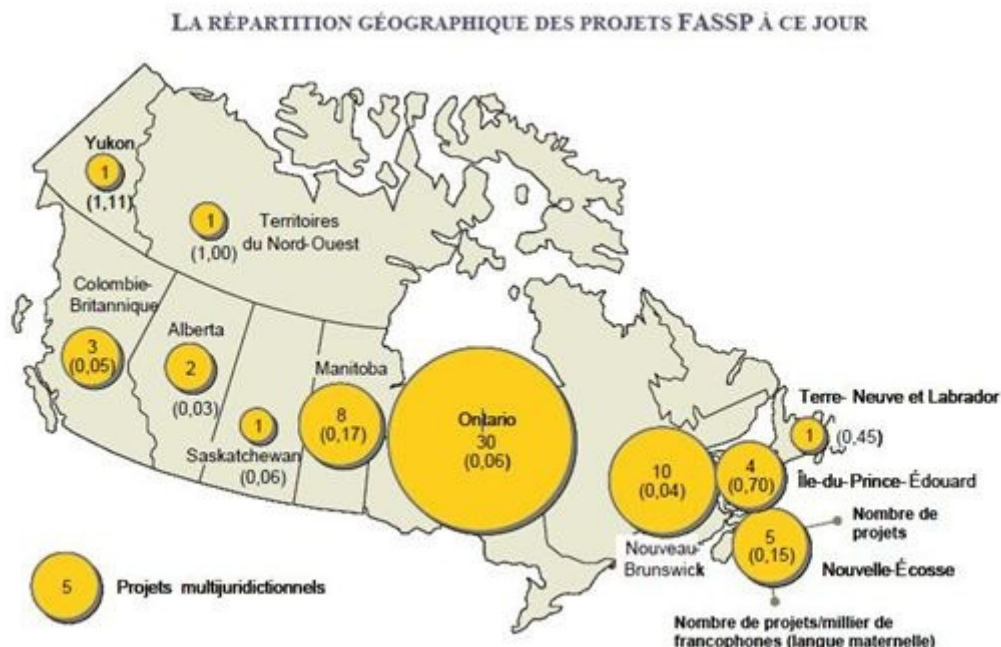 LA RÉPARTITION GÉOGRAPHIQUE DES PROJETS FASSP À CE JOUR
Yukon
1
(1,11)
1
(1,00)
Territoires
du Nord-Ouest
Colombie-
Britannique
3
(0,05)
Alberta
2
(0,03)
1
Saskatchewan
(0,06)
Manitoba
8
(0,17)
Ontario
30
(0,06)
10
(0,04)
Nouveau-
Brunswick
Terre- Neuve et Labrador
1
(0,45)
4
(0,70)
Île-du-Prince-Édouard
Nombre de
projets
5
(0,15)
Nouvelle-Écosse
Nombre de projets/millier de
francophones (langue maternelle)
5
Projets multijuridictionnels